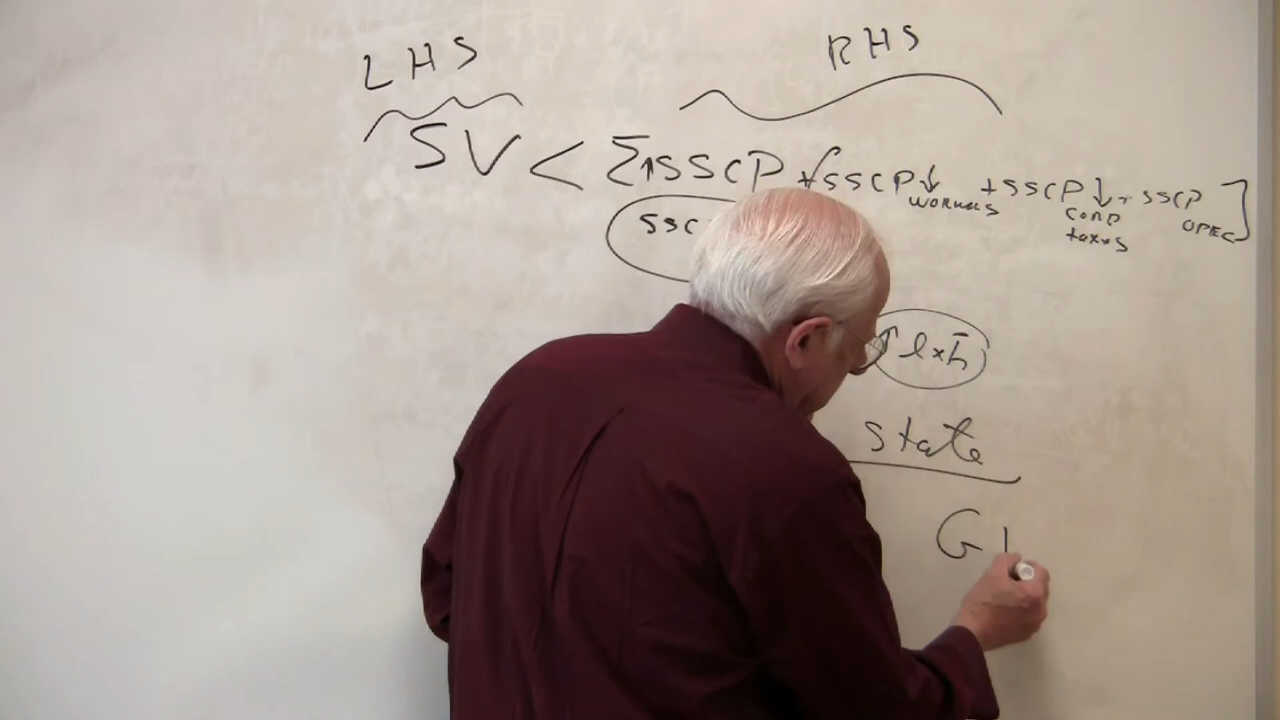 LHS RHS
SV < Σ↑SSCP + [SSCP↓ workers + SSCP↓ corp taxes + SSCP OPEC]
SSC
↑ l×h̄
state
G